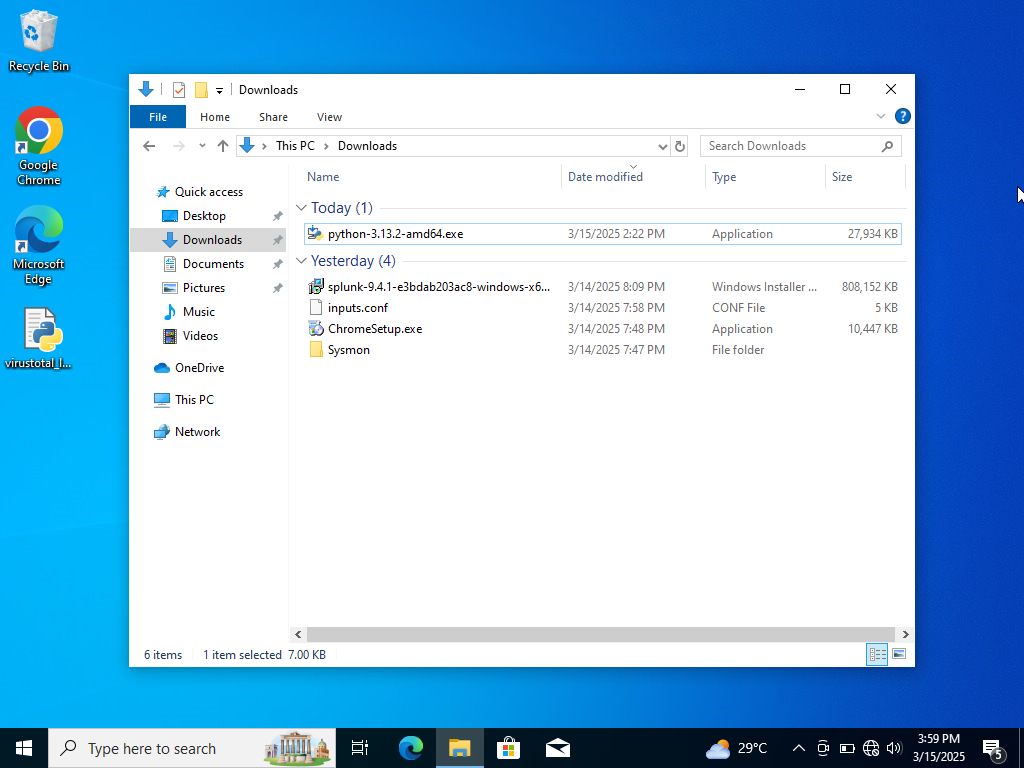 Recycle Bin
Google
Chrome
Microsoft
Edge
virustotal_l...
Downloads
File
Home
Share
View
This PC > Downloads
Search Downloads
Quick access
Desktop
Downloads
Documents
Pictures
Music
Videos
OneDrive
This PC
Network
Name Date modified Type Size
Today (1)
python-3.13.2-amd64.exe 3/15/2025 2:22 PM Application 27,934 KB
Yesterday (4)
splunk-9.4.1-e3bdab203ac8-windows-x6... 3/14/2025 8:09 PM Windows Installer ... 808,152 KB
inputs.conf 3/14/2025 7:58 PM CONF File 5 KB
ChromeSetup.exe 3/14/2025 7:48 PM Application 10,447 KB
Sysmon 3/14/2025 7:47 PM File folder
6 items 1 item selected 7.00 KB
Type here to search
29°C
3:59 PM
3/15/2025
5